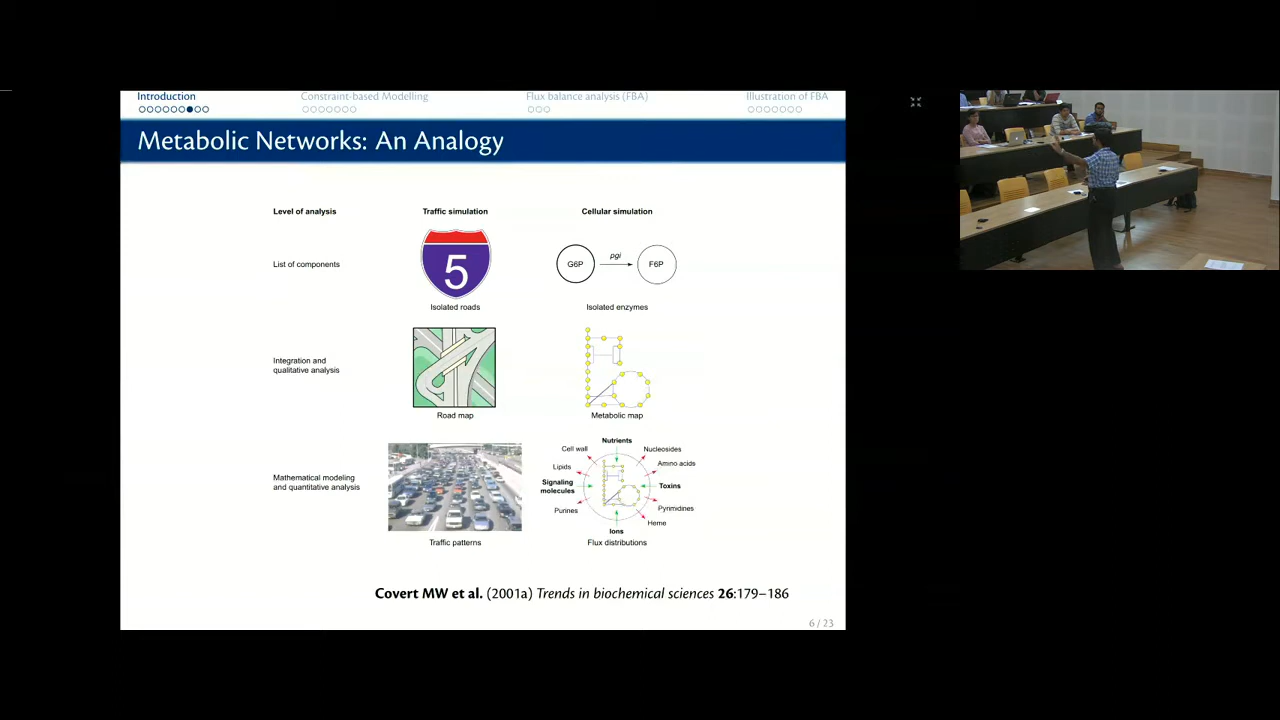 Introduction Constraint-based Modelling Flux balance analysis (FBA) Illustration of FBA
Metabolic Networks: An Analogy
Level of analysis Traffic simulation Cellular simulation
List of components
5
G6P pgi F6P
Isolated roads Isolated enzymes
Integration and
qualitative analysis
Road map Metabolic map
Mathematical modeling
and quantitative analysis
Nutrients
Cell wall Nucleosides
Lipids Amino acids
Signaling
molecules
Toxins
Purines Pyrimidines
Heme
Ions
Traffic patterns Flux distributions
Covert MW et al. (2001a) Trends in biochemical sciences 26:179–186
6 / 23